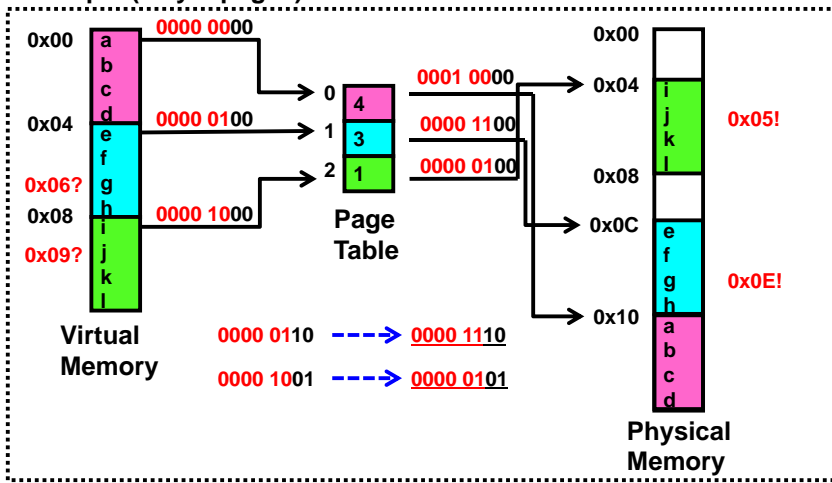 0x00
a
b
c
d
0x04
e
f
0x06?
g
h
0x08
i
0x09?
j
k
l
Virtual
Memory
0000 0000
0000 0100
0000 1000
0
4
1
3
2
1
Page
Table
0001 0000
0000 1100
0000 0100
0x00
0x04
i
j
0x05!
k
l
0x08
0x0C
e
f
g
0x0E!
h
0x10
a
b
c
d
Physical
Memory
0000 0110
0000 1110
0000 1001
0000 0101